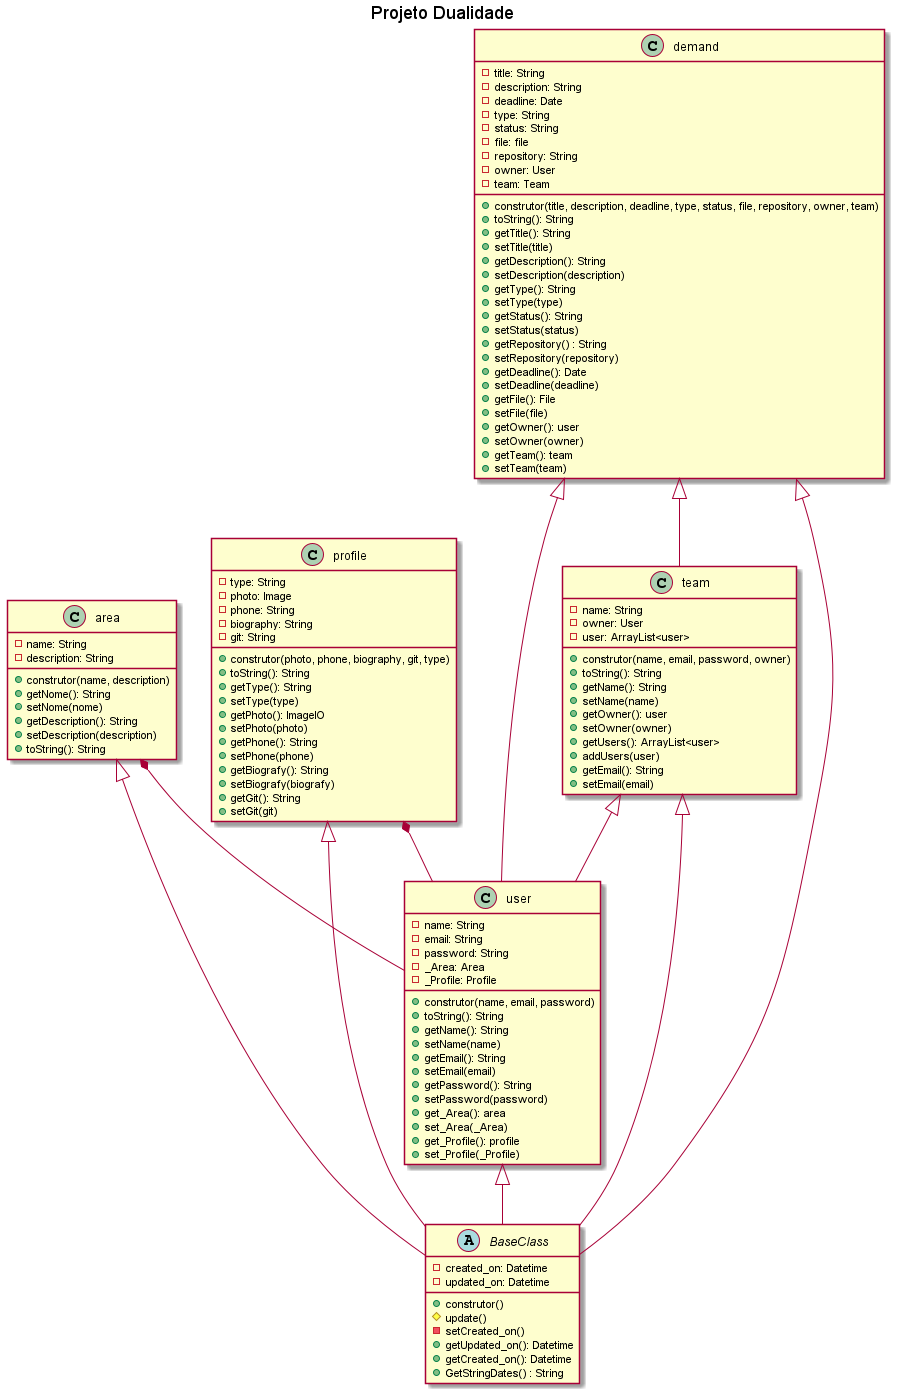 Projeto Dualidade
C demand
title: String
description: String
deadline: Date
type: String
status: String
file: file
repository: String
owner: User
team: Team
construtor(title, description, deadline, type, status, file, repository, owner, team)
toString(): String
getTitle(): String
setTitle(title)
getDescription(): String
setDescription(description)
getType(): String
setType(type)
getStatus(): String
setStatus(status)
getRepository() : String
setRepository(repository)
getDeadline(): Date
setDeadline(deadline)
getFile(): File
setFile(file)
getOwner(): user
setOwner(owner)
getTeam(): team
setTeam(team)
C profile
type: String
photo: Image
phone: String
biography: String
git: String
construtor(photo, phone, biography, git, type)
toString(): String
getType(): String
setType(type)
getPhoto(): ImageIO
setPhoto(photo)
getPhone(): String
setPhone(phone)
getBiografy(): String
setBiografy(biografy)
getGit(): String
setGit(git)
C team
name: String
owner: User
user: ArrayList<user>
construtor(name, email, password, owner)
toString(): String
getName(): String
setName(name)
getOwner(): user
setOwner(owner)
getUsers(): ArrayList<user>
addUsers(user)
getEmail(): String
setEmail(email)
C area
name: String
description: String
construtor(name, description)
getNome(): String
setNome(nome)
getDescription(): String
setDescription(description)
toString(): String
C user
name: String
email: String
password: String
_Area: Area
_Profile: Profile
construtor(name, email, password)
toString(): String
getName(): String
setName(name)
getEmail(): String
setEmail(email)
getPassword(): String
setPassword(password)
get_Area(): area
set_Area(_Area)
get_Profile(): profile
set_Profile(_Profile)
A BaseClass
created_on: Datetime
updated_on: Datetime
construtor()
update()
setCreated_on()
getUpdated_on(): Datetime
getCreated_on(): Datetime
GetStringDates() : String